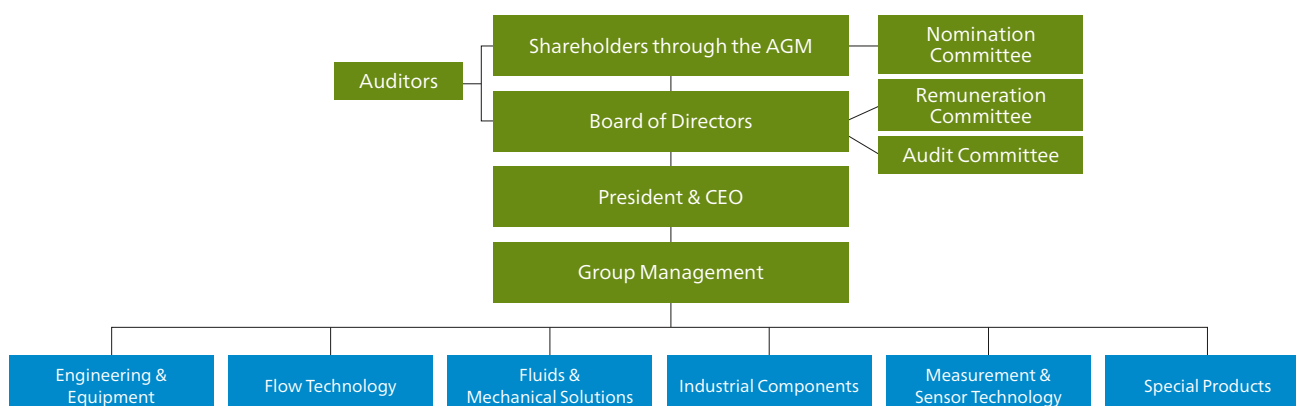 Shareholders through the AGM
Nomination
Committee
Auditors
Board of Directors
Remuneration
Committee
Audit Committee
President & CEO
Group Management
Engineering &
Equipment
Flow Technology
Fluids &
Mechanical Solutions
Industrial Components
Measurement &
Sensor Technology
Special Products